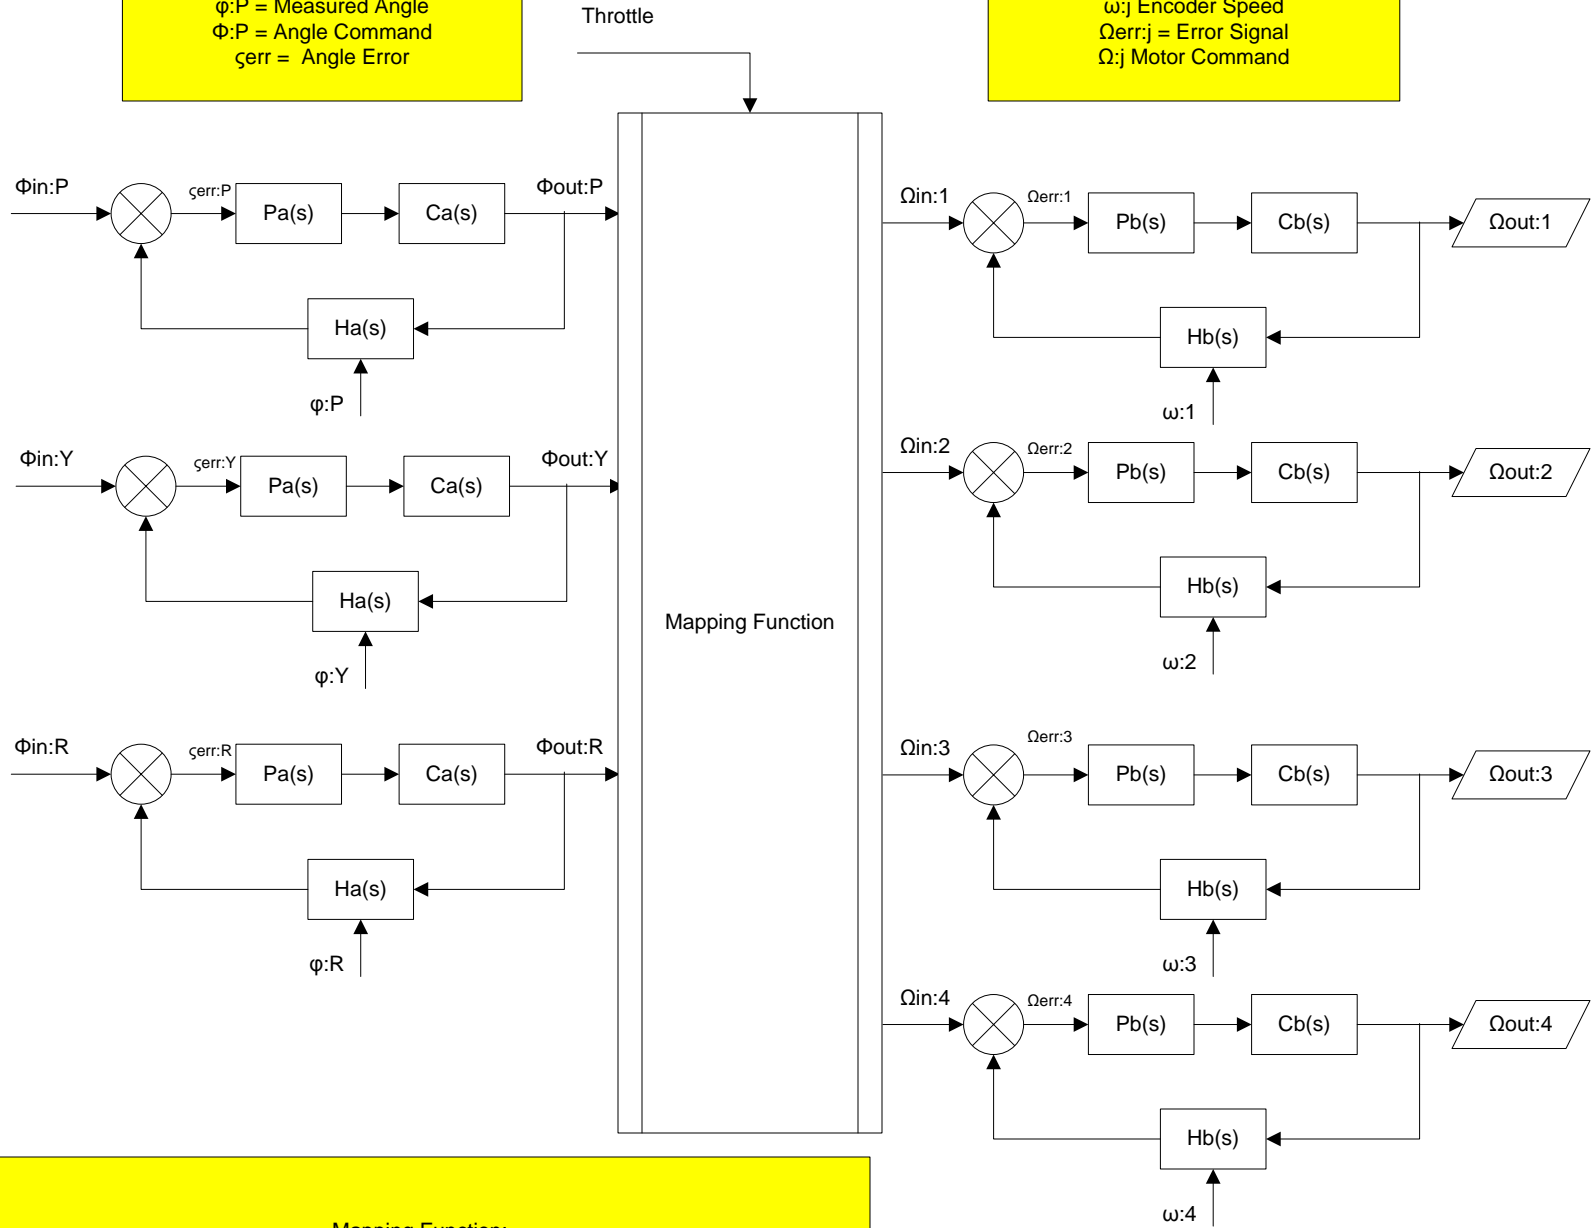 φ:P = Measured Angle
Φ:P = Angle Command
ςerr = Angle Error
Throttle
ω:j Encoder Speed
Ωerr:j = Error Signal
Ω:j Motor Command
Φin:P
ςerr:P
Pa(s)
Ca(s)
Φout:P
Ha(s)
φ:P
Φin:Y
ςerr:Y
Pa(s)
Ca(s)
Φout:Y
Ha(s)
φ:Y
Φin:R
ςerr:R
Pa(s)
Ca(s)
Φout:R
Ha(s)
φ:R
Mapping Function
Ωin:1
Ωerr:1
Pb(s)
Cb(s)
Ωout:1
Hb(s)
ω:1
Ωin:2
Ωerr:2
Pb(s)
Cb(s)
Ωout:2
Hb(s)
ω:2
Ωin:3
Ωerr:3
Pb(s)
Cb(s)
Ωout:3
Hb(s)
ω:3
Ωin:4
Ωerr:4
Pb(s)
Cb(s)
Ωout:4
Hb(s)
ω:4
Mapping Function: